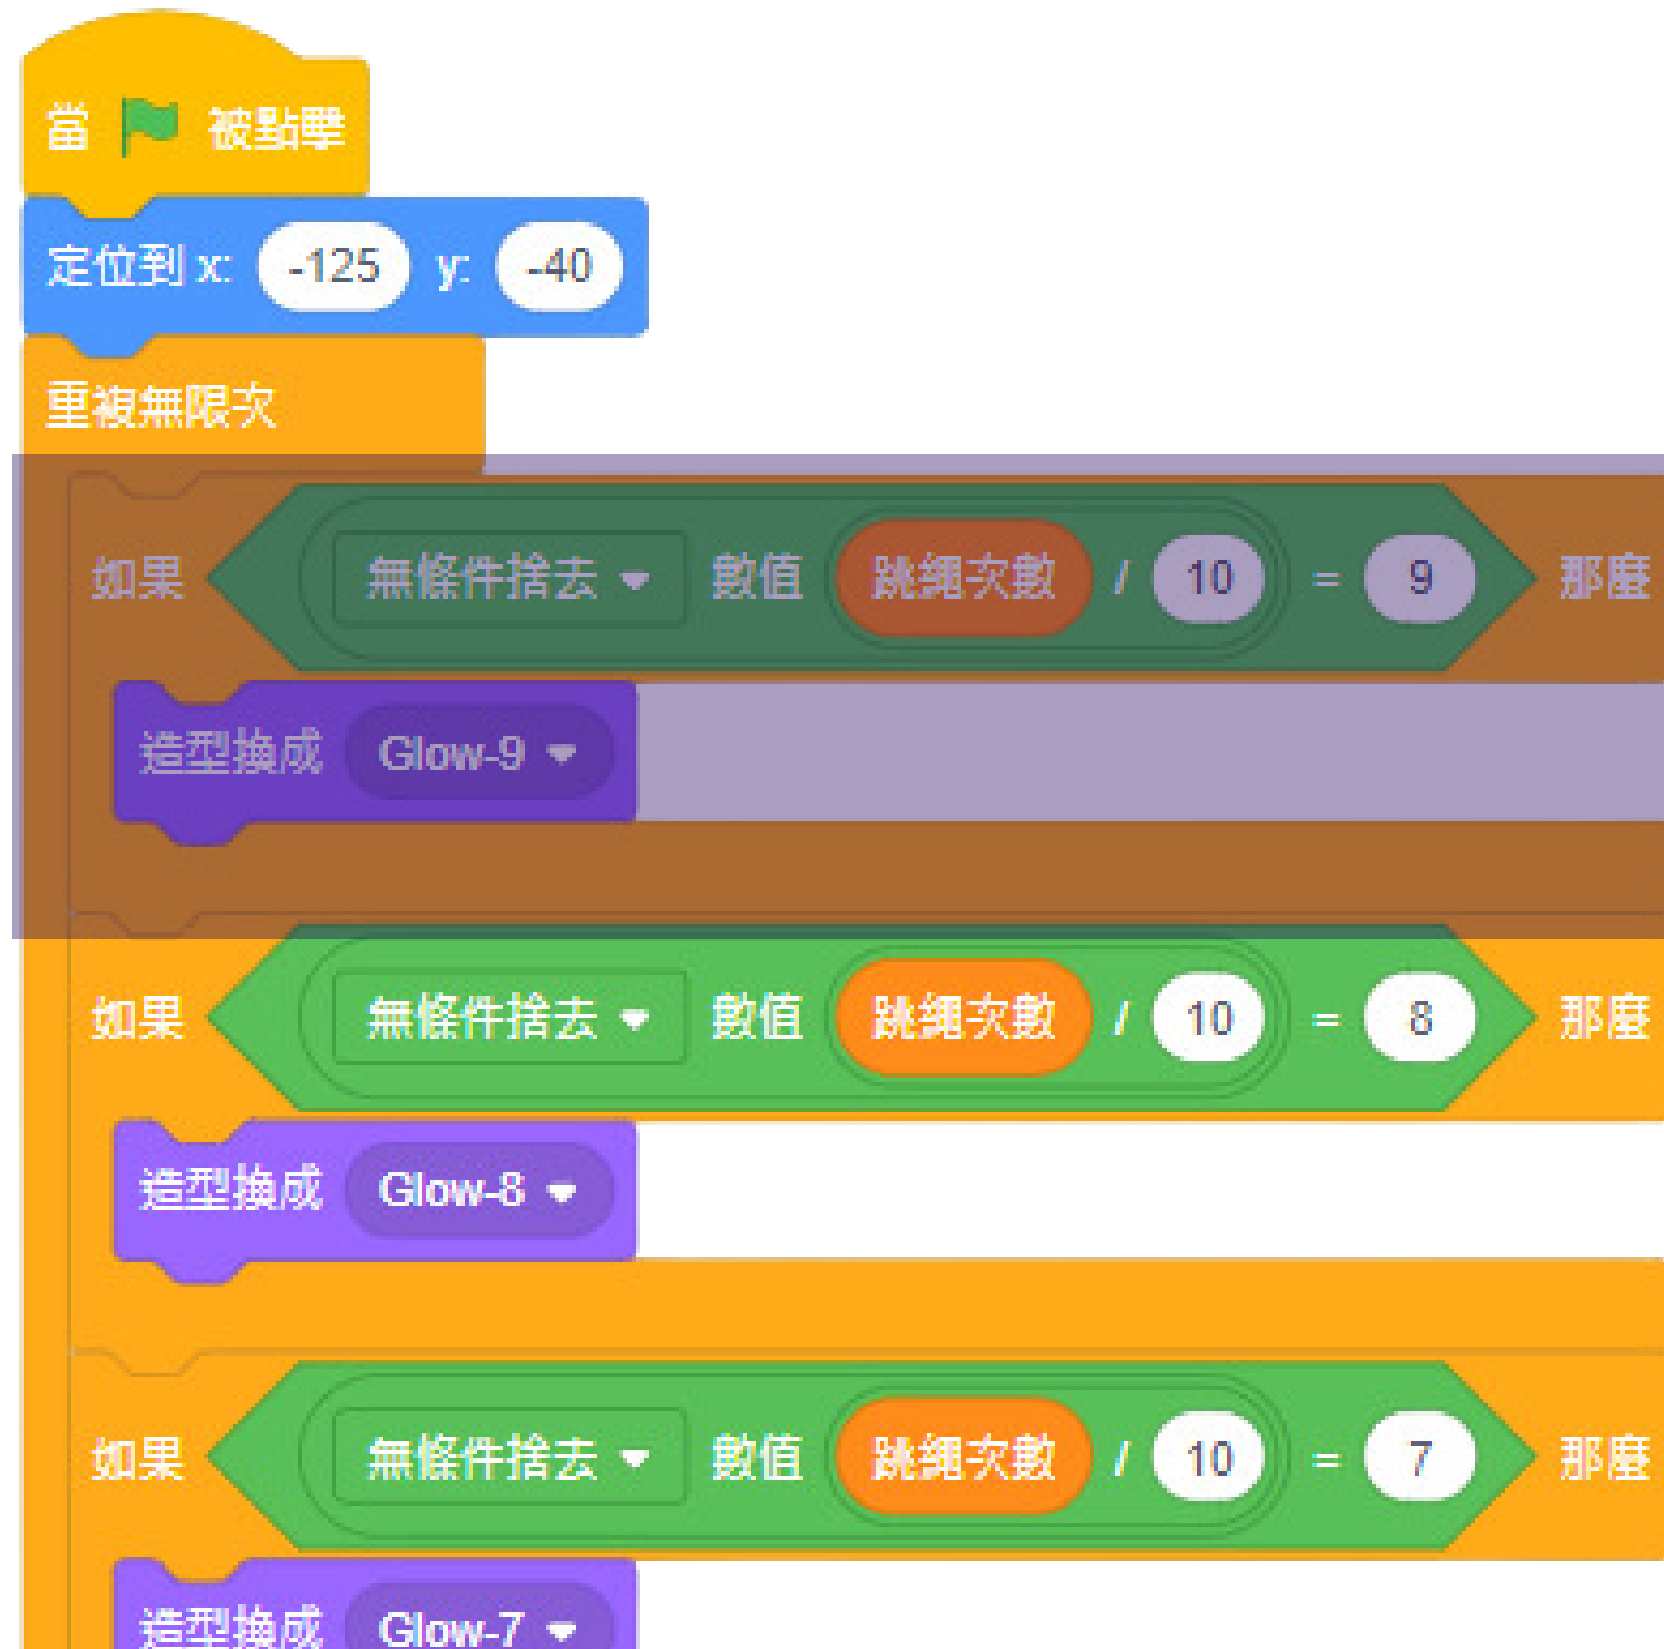 當 被點擊
定位到 x: -125 y: -40
重複無限次
如果 無條件捨去 數值 跳繩次數 / 10 = 9 那麼
造型換成 Glow-9
如果 無條件捨去 數值 跳繩次數 / 10 = 8 那麼
造型換成 Glow-8
如果 無條件捨去 數值 跳繩次數 / 10 = 7 那麼
造型換成 Glow-7